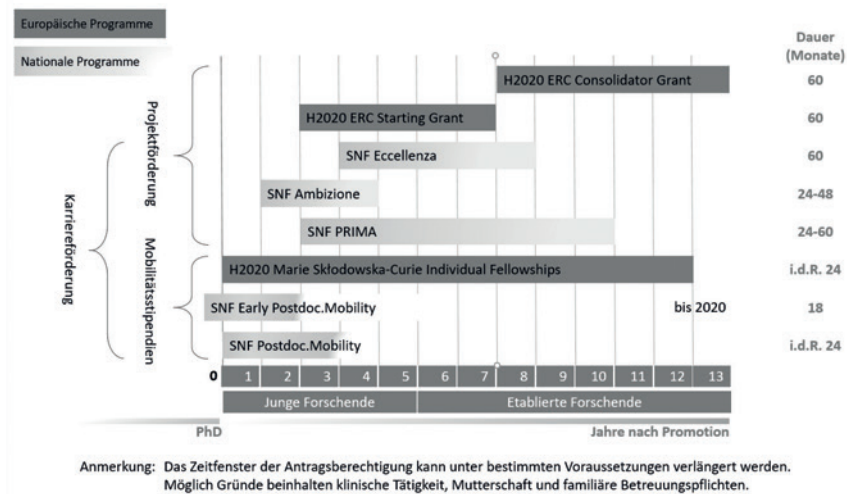 Europäische Programme
Nationale Programme
Dauer
(Monate)
H2020 ERC Consolidator Grant
60
H2020 ERC Starting Grant
60
SNF Eccellenza
60
SNF Ambizione
24-48
SNF PRIMA
24-60
H2020 Marie Skłodowska-Curie Individual Fellowships
i.d.R. 24
SNF Early Postdoc.Mobility
bis 2020
18
SNF Postdoc.Mobility
i.d.R. 24
Karriereförderung
Projektförderung
Mobilitätsstipendien
0 1 2 3 4 5 6 7 8 9 10 11 12 13
Junge Forschende
Etablierte Forschende
PhD
Jahre nach Promotion
Anmerkung: Das Zeitfenster der Antragsberechtigung kann unter bestimmten Voraussetzungen verlängert werden.
Möglich Gründe beinhalten klinische Tätigkeit, Mutterschaft und familiäre Betreuungspflichten.